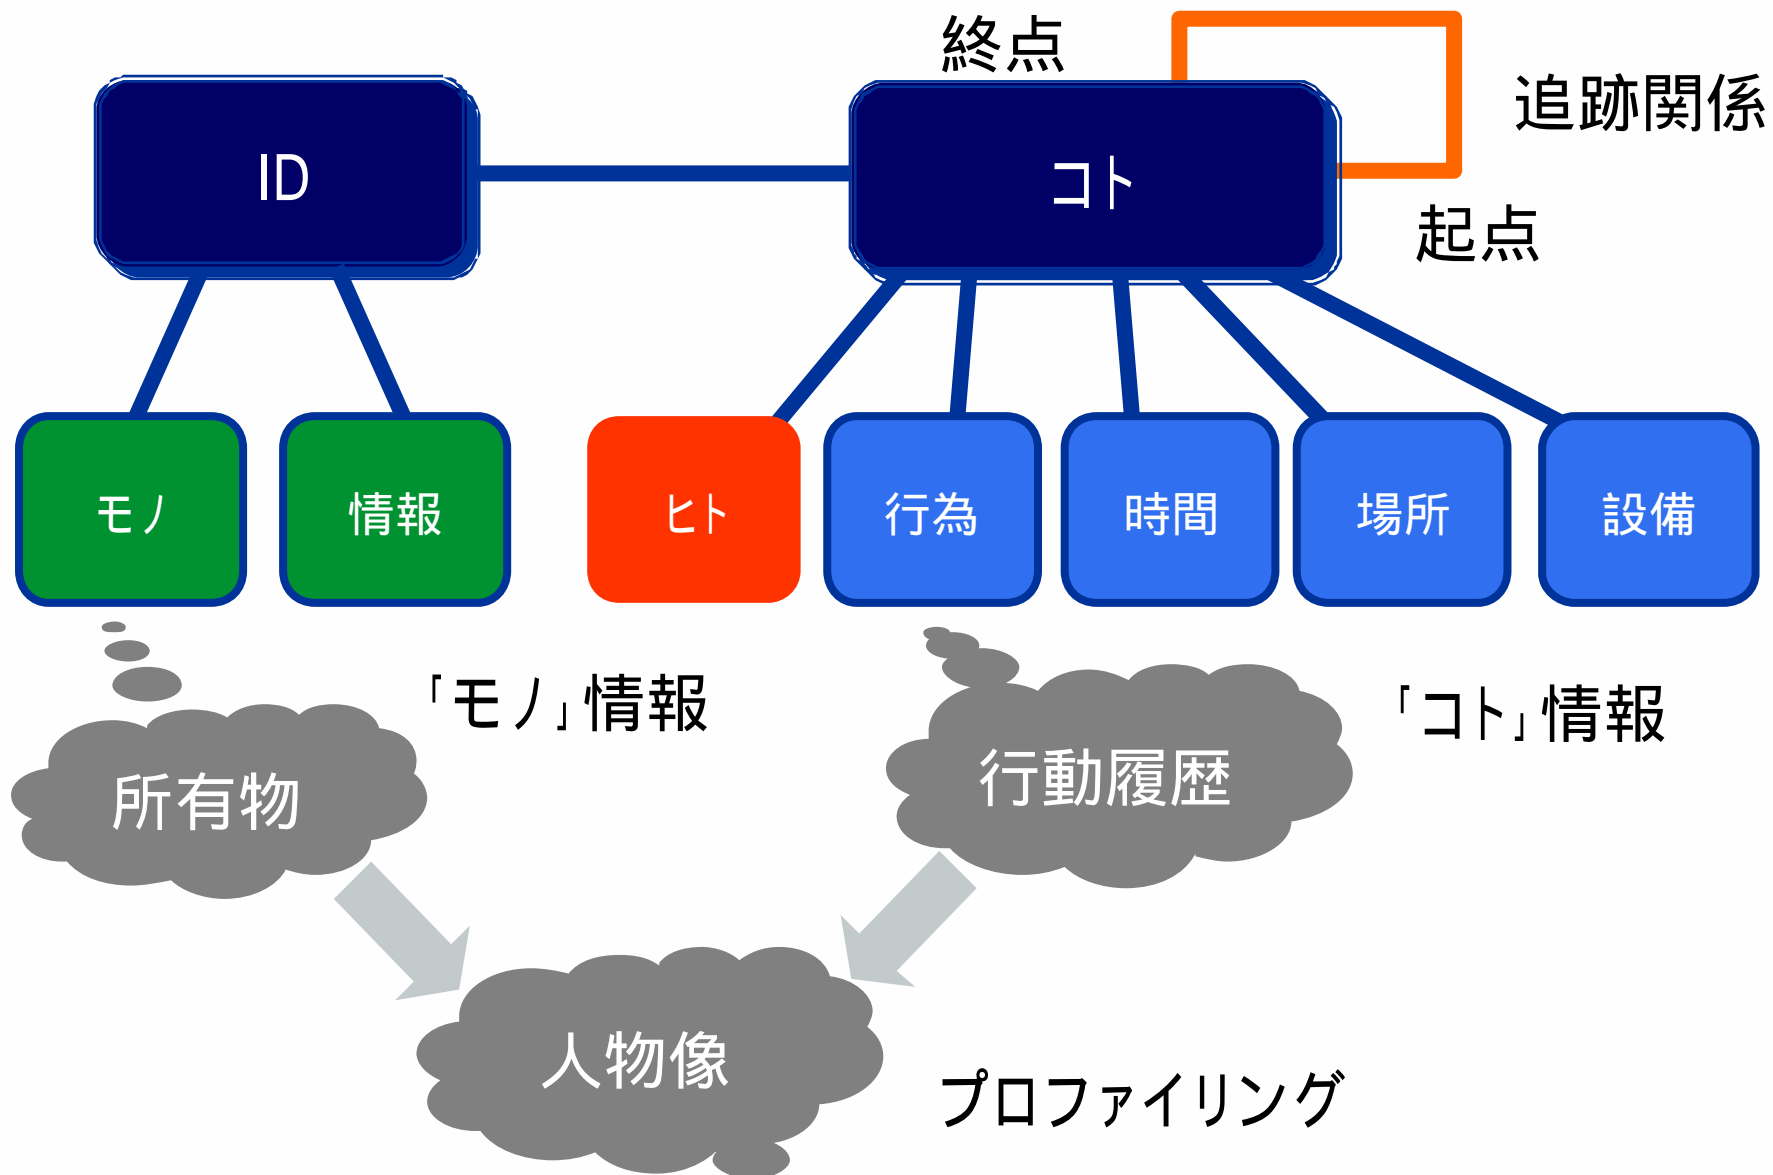 終点
追跡関係
ID
コト
起点
モノ
情報
ヒト
行為
時間
場所
設備
「モノ」情報
「コト」情報
所有物
行動履歴
人物像
プロファイリング